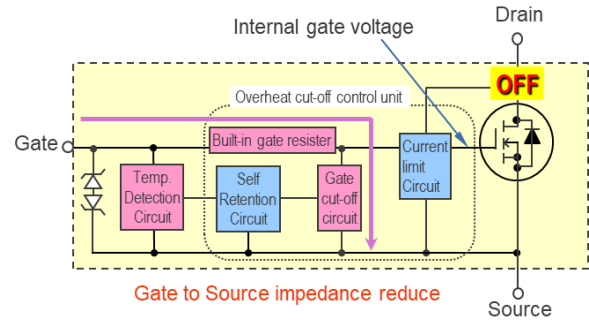 Drain
Internal gate voltage
OFF
Overheat cut-off control unit
Gate
Built-in gate resister
Temp.
Detection
Circuit
Self
Retention
Circuit
Gate
cut-off
circuit
Current
limit
Circuit
Gate to Source impedance reduce
Source